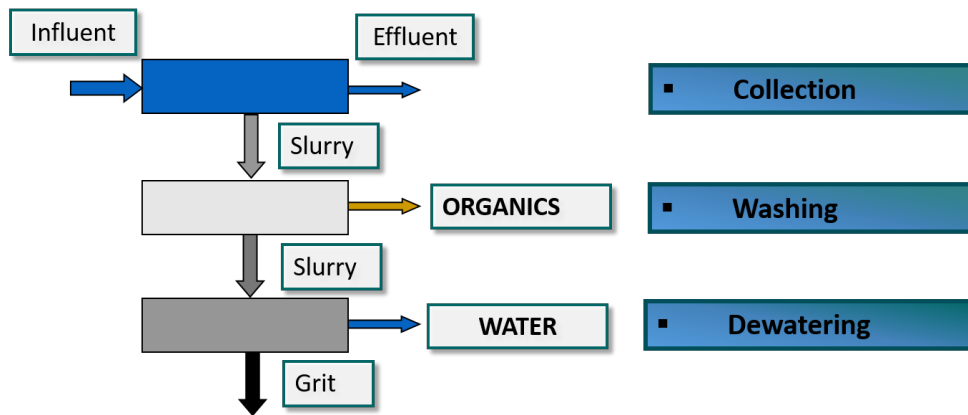 Influent
Effluent
▪ Collection
Slurry
ORGANICS
▪ Washing
Slurry
WATER
▪ Dewatering
Grit